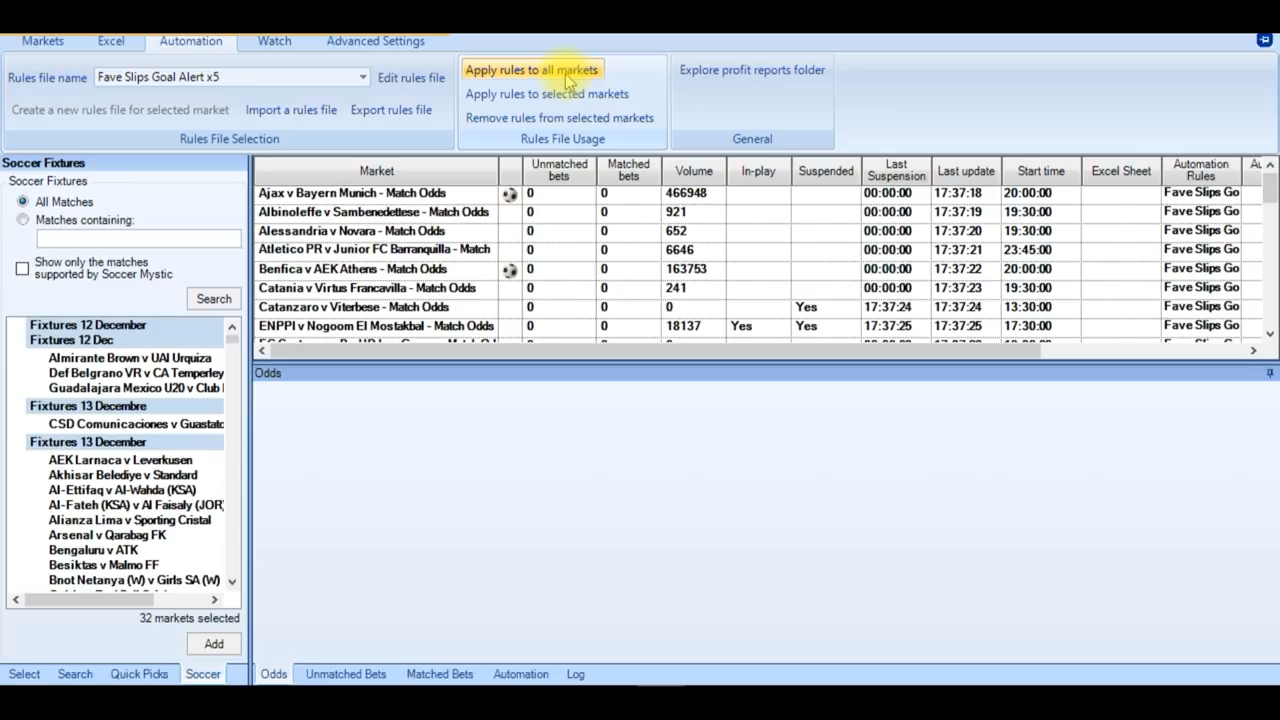 Markets Excel Automation Watch Advanced Settings
Rules file name Fave Slips Goal Alert x5 Edit rules file
Create a new rules file for selected market Import a rules file Export rules file
Rules File Selection
Apply rules to all markets
Apply rules to selected markets
Remove rules from selected markets
Rules File Usage
Explore profit reports folder
General
Soccer Fixtures
Soccer Fixtures
All Matches
Matches containing:
Show only the matches
supported by Soccer Mystic
Search
Fixtures 12 December
Fixtures 12 Dec
Almirante Brown v UAI Urquiza
Def Belgrano VR v CA Temperley
Guadalajara Mexico U20 v Club
Fixtures 13 Decembre
CSD Comunicaciones v Guastato
Fixtures 13 December
AEK Larnaca v Leverkusen
Akhisar Belediye v Standard
Al-Ettifaq v Al-Wahda (KSA)
Al-Fateh (KSA) v Al Faisaly (JOR)
Alianza Lima v Sporting Cristal
Arsenal v Qarabag FK
Bengaluru v ATK
Besiktas v Malmo FF
Bnot Netanya (W) v Girls SA (W)
32 markets selected
Add
Select Search Quick Picks Soccer
Market Unmatched bets Matched bets Volume In-play Suspended Last Suspension Last update Start time Excel Sheet Automation Rules
Ajax v Bayern Munich - Match Odds 0 0 466948 00:00:00 17:37:18 20:00:00 Fave Slips Go
Albinoleffe v Sambenedettese - Match Odds 0 0 921 00:00:00 17:37:19 19:30:00 Fave Slips Go
Alessandria v Novara - Match Odds 0 0 652 00:00:00 17:37:20 19:30:00 Fave Slips Go
Atletico PR v Junior FC Barranquilla - Match 0 0 6646 00:00:00 17:37:21 23:45:00 Fave Slips Go
Benfica v AEK Athens - Match Odds 0 0 163753 00:00:00 17:37:22 20:00:00 Fave Slips Go
Catania v Virtus Francavilla - Match Odds 0 0 241 00:00:00 17:37:23 19:30:00 Fave Slips Go
Catanzaro v Viterbese - Match Odds 0 0 0 Yes 17:37:24 17:37:24 13:30:00 Fave Slips Go
ENPPI v Nogoom El Mostakbal - Match Odds 0 0 18137 Yes Yes 17:37:25 17:37:25 17:30:00 Fave Slips Go
Odds
Odds Unmatched Bets Matched Bets Automation Log